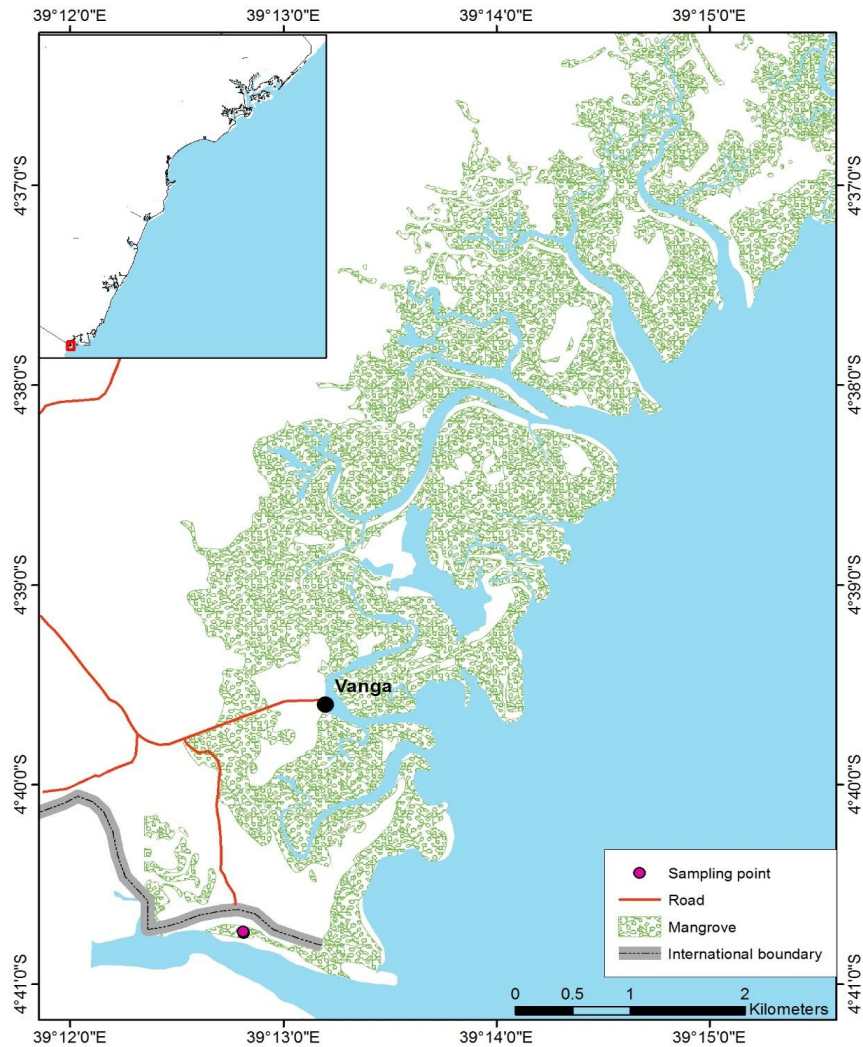 39°12'0"E 39°13'0"E 39°14'0"E 39°15'0"E
4°37'0"S 4°37'0"S
4°38'0"S 4°38'0"S
4°39'0"S 4°39'0"S
Vanga
4°40'0"S 4°40'0"S
Sampling point
Road
Mangrove
International boundary
4°41'0"S 4°41'0"S
0 0.5 1 2
Kilometers
39°12'0"E 39°13'0"E 39°14'0"E 39°15'0"E